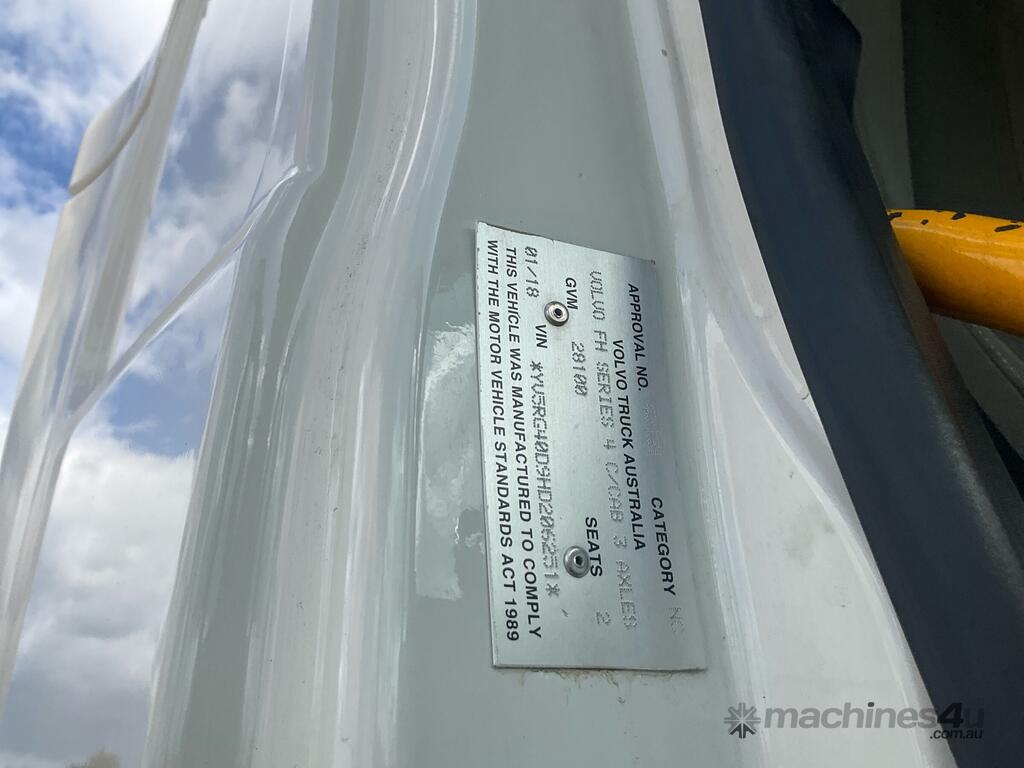 APPROVAL NO. CATEGORY NC
VOLVO TRUCK AUSTRALIA
VOLVO FH SERIES 4 C/CAB 3 AXLES
GVM 28100 SEATS 2
01/18 VIN *YV5RG40D9HD206251*
THIS VEHICLE WAS MANUFACTURED TO COMPLY
WITH THE MOTOR VEHICLE STANDARDS ACT 1989
machines4u
.com.au